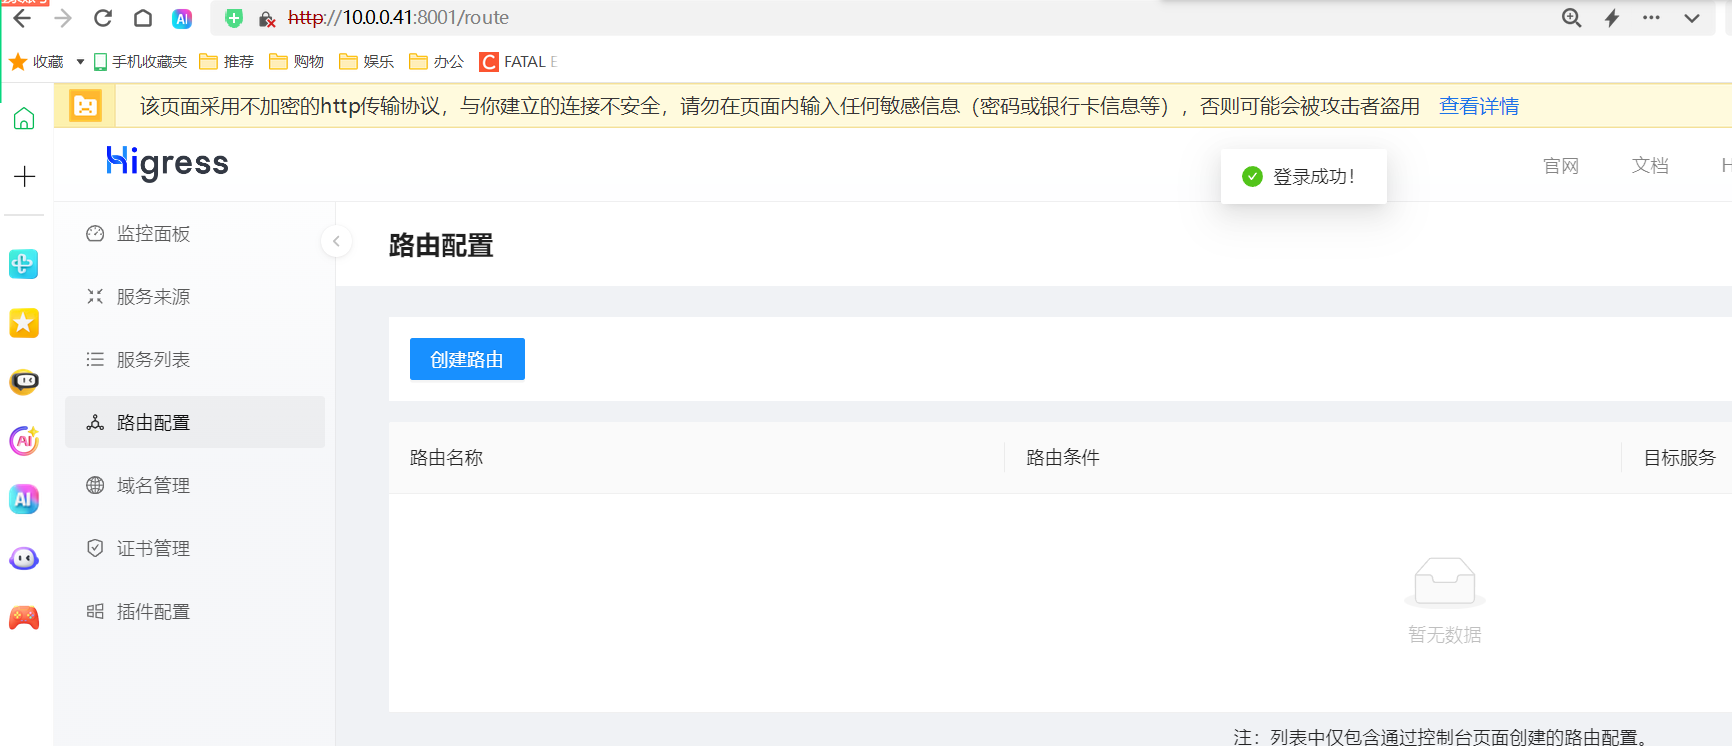 http://10.0.0.41:8001/route
收藏 手机收藏夹 推荐 购物 娱乐 办公 FATAL E
该页面采用不加密的http传输协议，与你建立的连接不安全，请勿在页面内输入任何敏感信息（密码或银行卡信息等），否则可能会被攻击者盗用 查看详情
Higress
登录成功！
官网 文档 H
监控面板
服务来源
服务列表
路由配置
域名管理
证书管理
插件配置
路由配置
创建路由
路由名称 路由条件 目标服务
暂无数据
注：列表中仅包含通过控制台页面创建的路由配置。